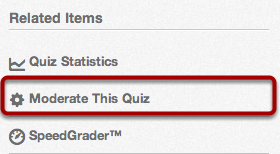 Related Items
Quiz Statistics
Moderate This Quiz
SpeedGrader™